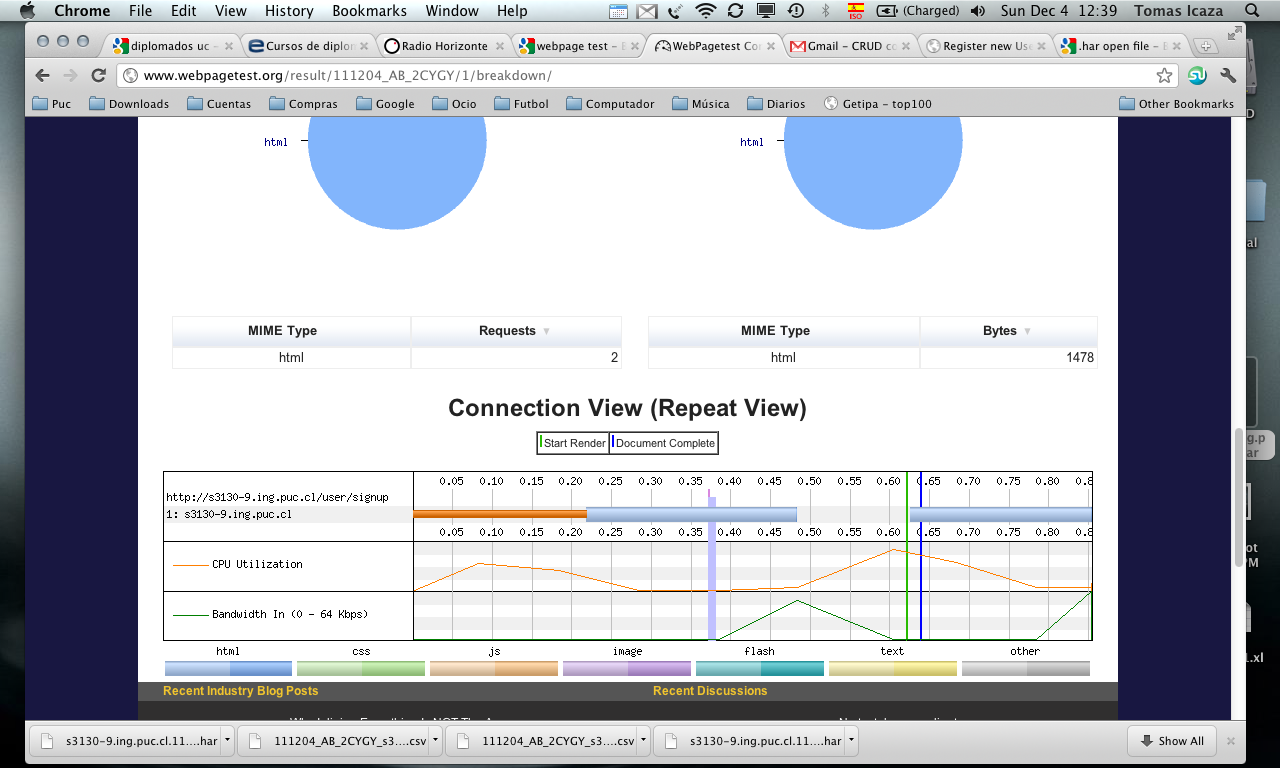 Chrome File Edit View History Bookmarks Window Help ISO (Charged) Sun Dec 4 12:39 Tomas Icaza
diplomados uc – Cursos de diplor Radio Horizonte webpage test – WebPagetest Co Gmail – CRUD c Register new Use .har open file –
www.webpagetest.org/result/111204_AB_2CYGY/1/breakdown/
Puc Downloads Cuentas Compras Google Ocio Futbol Computador Música Diarios Getipa – top100 Other Bookmarks
html html
MIME Type Requests MIME Type Bytes
html 2 html 1478
Connection View (Repeat View)
Start Render Document Complete
0.05 0.10 0.15 0.20 0.25 0.30 0.35 0.40 0.45 0.50 0.55 0.60 0.65 0.70 0.75 0.80 0.8
http://s3130-9.ing.puc.cl/user/signup
1: s3130-9.ing.puc.cl
0.05 0.10 0.15 0.20 0.25 0.30 0.35 0.40 0.45 0.50 0.55 0.60 0.65 0.70 0.75 0.80 0.8
CPU Utilization
Bandwidth In (0 - 64 Kbps)
html css js image flash text other
Recent Industry Blog Posts Recent Discussions
s3130-9.ing.puc.cl.11....har 111204_AB_2CYGY_s3....csv 111204_AB_2CYGY_s3....csv s3130-9.ing.puc.cl.11....har Show All